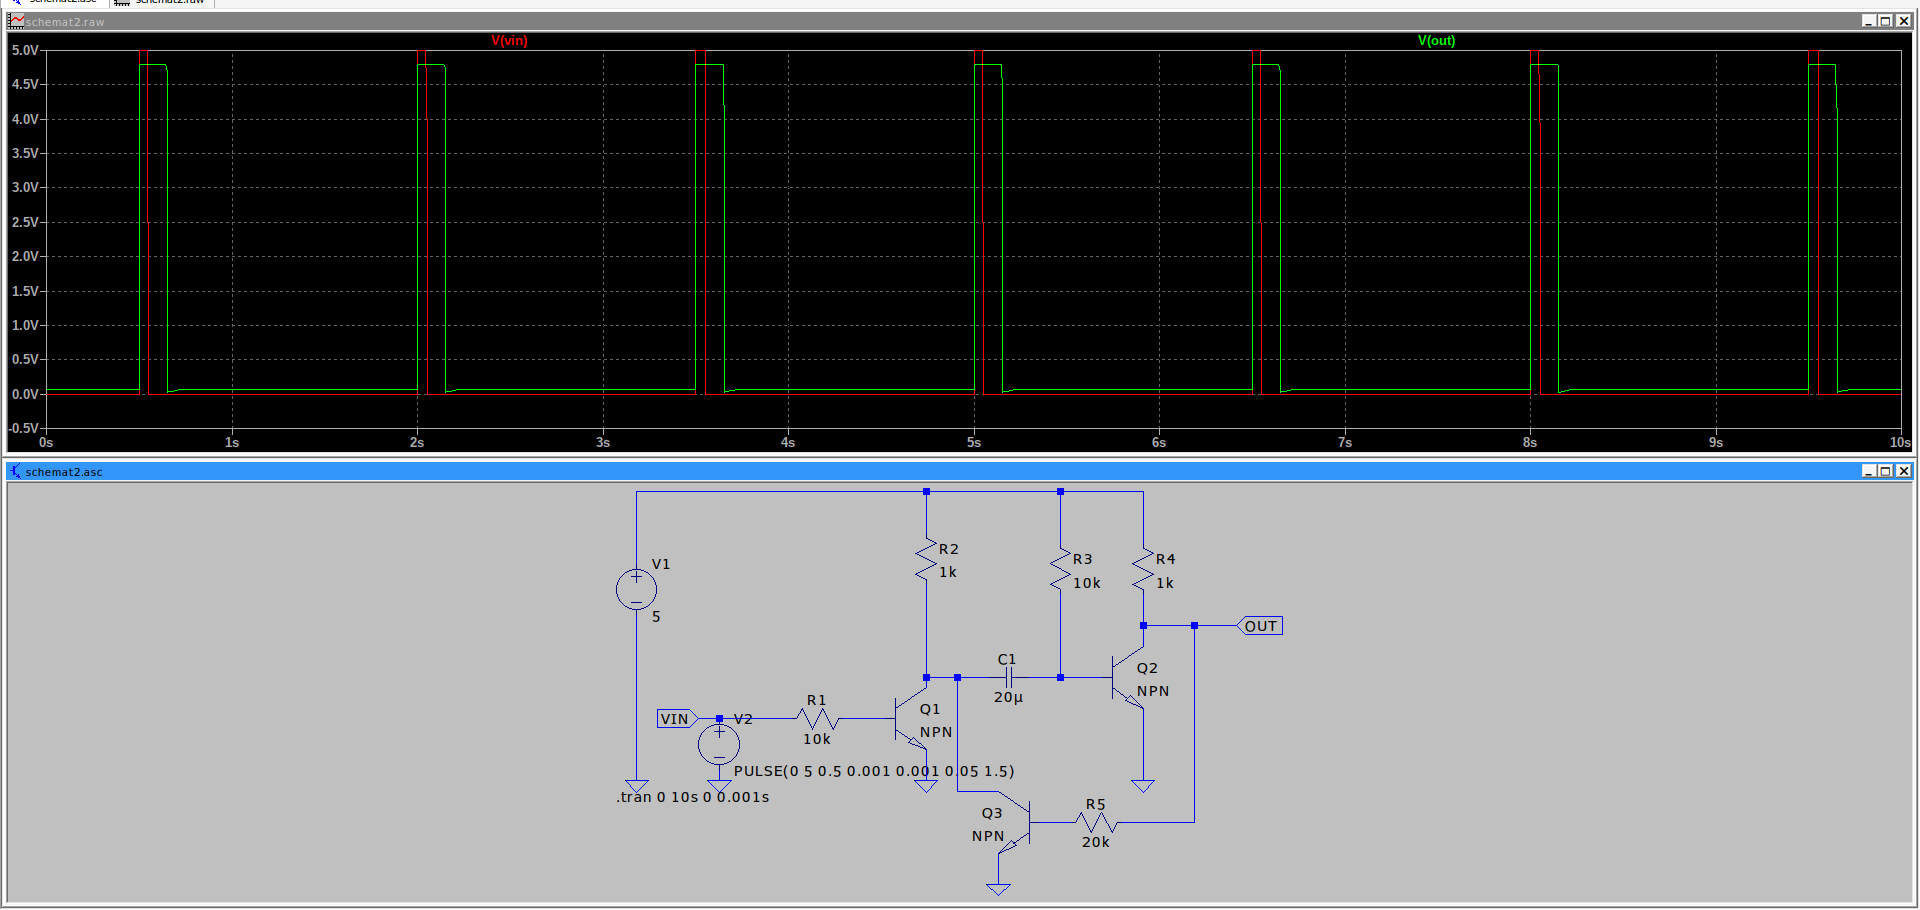 schemat2.asc schemat2.raw
schemat2.raw
V(vin) V(out)
5.0V
4.5V
4.0V
3.5V
3.0V
2.5V
2.0V
1.5V
1.0V
0.5V
0.0V
-0.5V
0s 1s 2s 3s 4s 5s 6s 7s 8s 9s 10s
schemat2.asc
V1
5
R2
1k
R3
10k
R4
1k
OUT
C1
20µ
Q2
NPN
VIN
V2
R1
10k
Q1
NPN
PULSE(0 5 0.5 0.001 0.001 0.05 1.5)
.tran 0 10s 0 0.001s
Q3
NPN
R5
20k